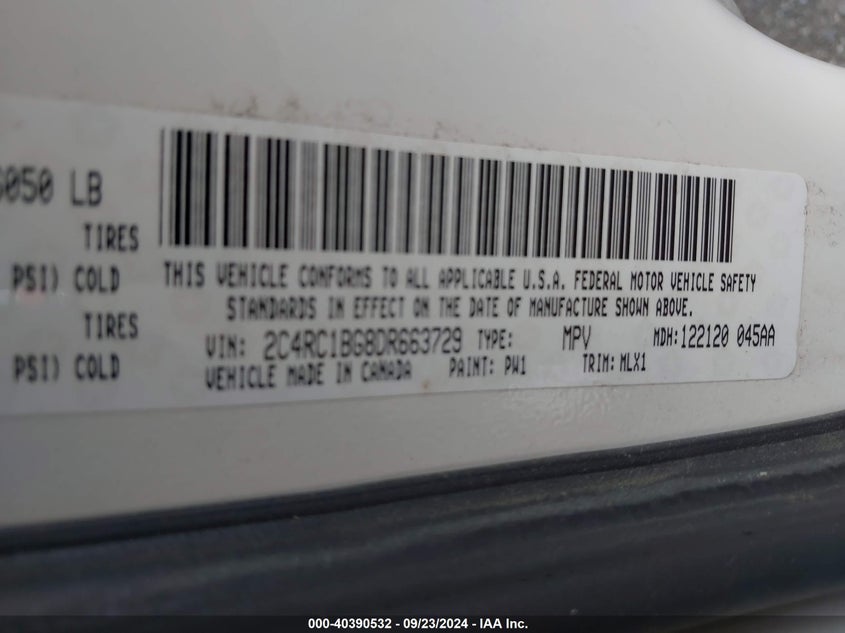 6050 LB
TIRES
PSI) COLD
TIRES
PSI) COLD
THIS VEHICLE CONFORMS TO ALL APPLICABLE U.S.A. FEDERAL MOTOR VEHICLE SAFETY
STANDARDS IN EFFECT ON THE DATE OF MANUFACTURE SHOWN ABOVE.
VIN: 2C4RC1BG8DR663729 TYPE: MPV MDH:122120 045AA
VEHICLE MADE IN CANADA PAINT: PW1 TRIM: MLX1
000-40390532 - 09/23/2024 - IAA Inc.